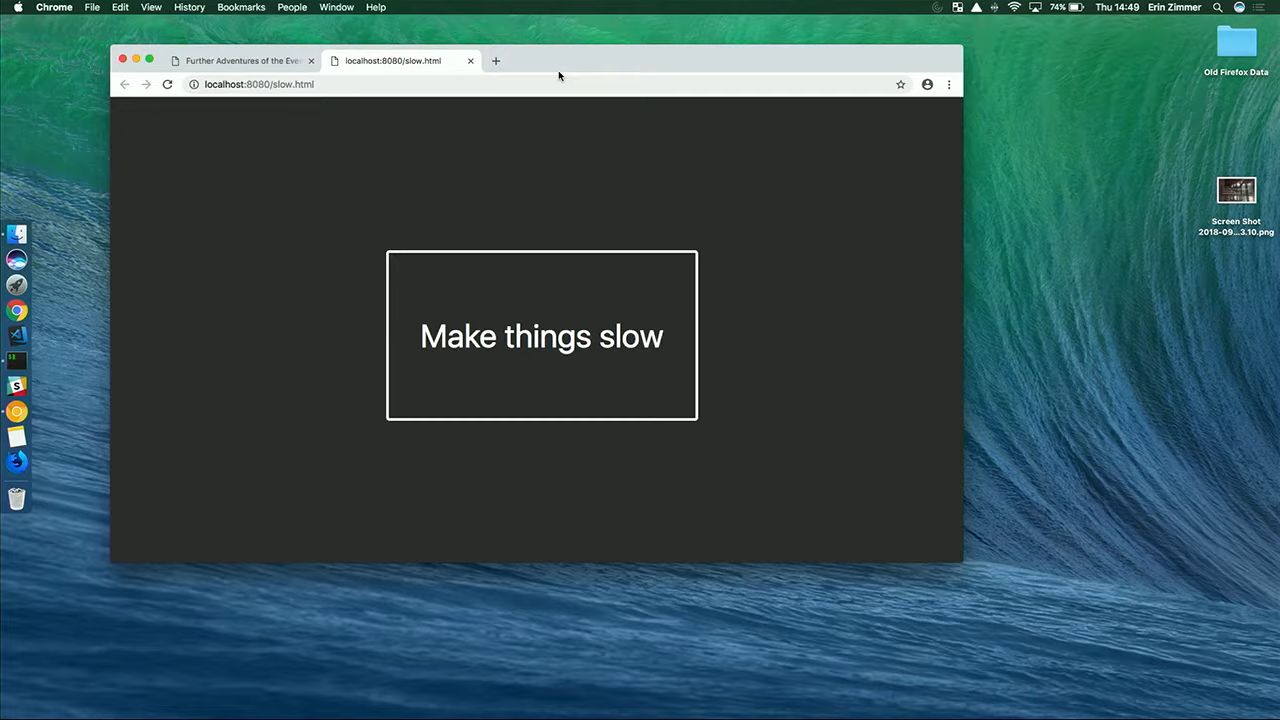 Chrome File Edit View History Bookmarks People Window Help 74% Thu 14:49 Erin Zimmer
Further Adventures of the Eve
localhost:8080/slow.html
localhost:8080/slow.html
Old Firefox Data
Screen Shot
2018-09...3.10.png
Make things slow